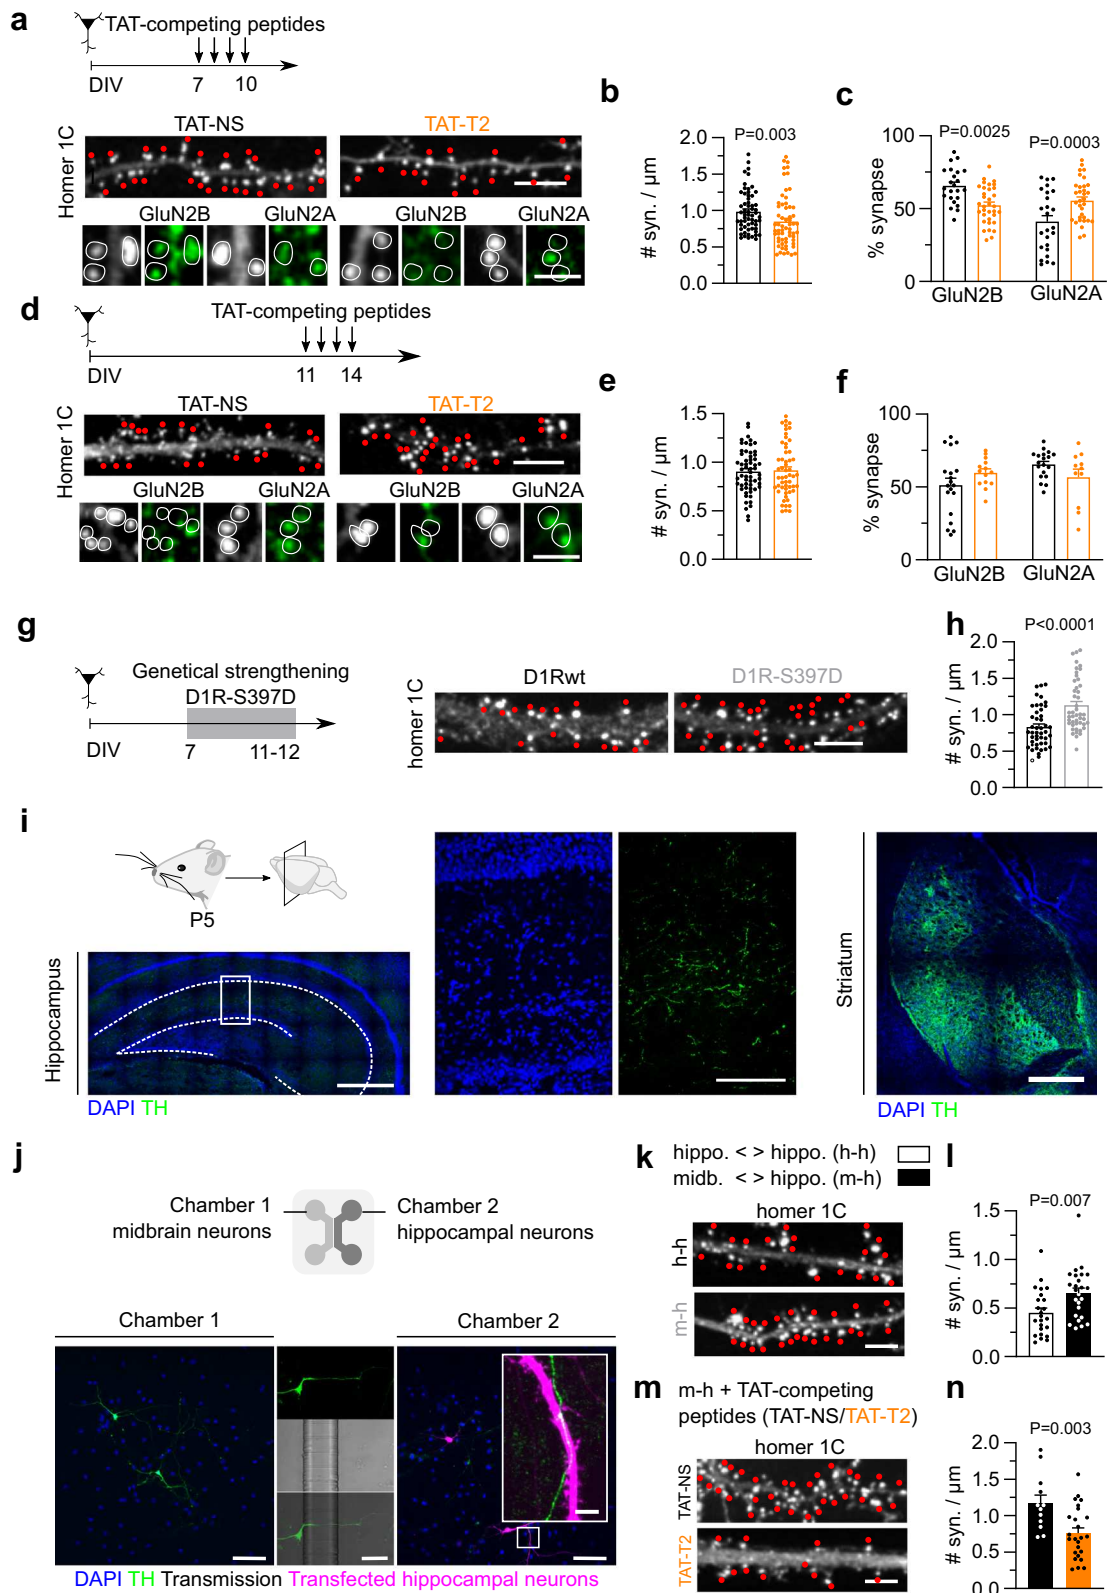 a
TAT-competing peptides
DIV
7
10
TAT-NS
TAT-T2
Homer 1C
GluN2B
GluN2A
GluN2B
GluN2A
b
P=0.003
# syn. / µm
2.0
1.5
1.0
0.5
0.0
c
P=0.0025
P=0.0003
% synapse
100
50
0
GluN2B
GluN2A
d
TAT-competing peptides
DIV
11
14
TAT-NS
TAT-T2
Homer 1C
GluN2B
GluN2A
GluN2B
GluN2A
e
# syn. / µm
1.5
1.0
0.5
0.0
f
% synapse
100
50
0
GluN2B
GluN2A
g
Genetical strengthening
D1R-S397D
DIV
7
11-12
homer 1C
D1Rwt
D1R-S397D
h
P<0.0001
# syn. / µm
2.0
1.5
1.0
0.5
0.0
i
P5
Hippocampus
DAPI TH
Striatum
DAPI TH
j
Chamber 1
midbrain neurons
Chamber 2
hippocampal neurons
Chamber 1
Chamber 2
DAPI TH Transmission Transfected hippocampal neurons
k
hippo. < > hippo. (h-h)
midb. < > hippo. (m-h)
homer 1C
h-h
m-h
l
P=0.007
# syn. / µm
1.5
1.0
0.5
0.0
m
m-h + TAT-competing
peptides (TAT-NS/TAT-T2)
homer 1C
TAT-NS
TAT-T2
n
P=0.003
# syn. / µm
2.0
1.5
1.0
0.5
0.0